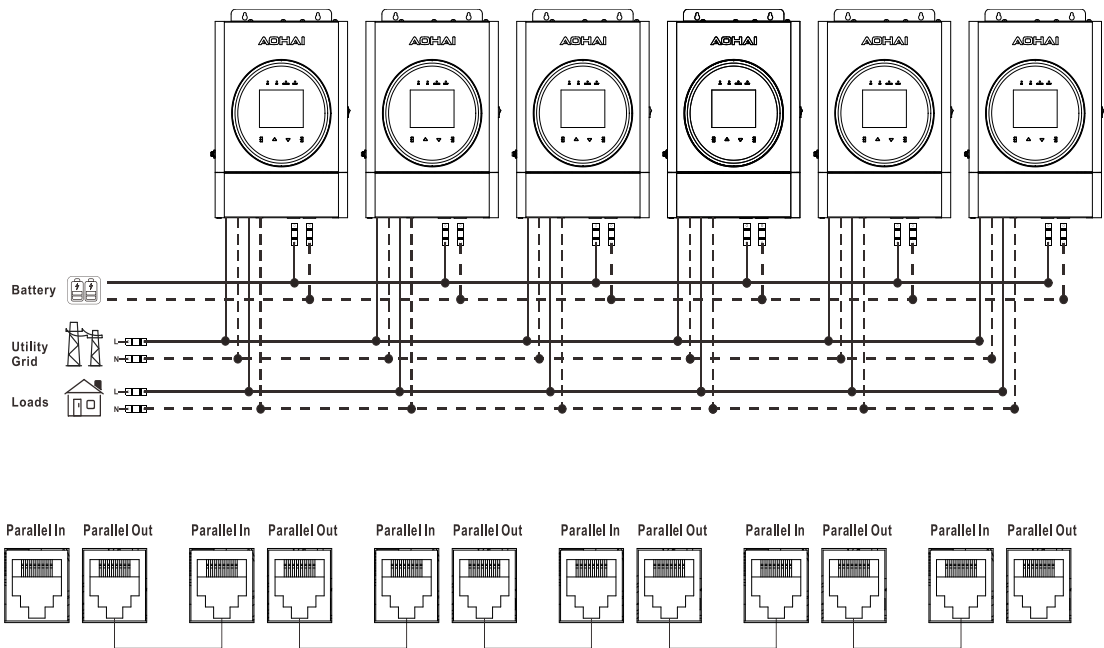 AOHAI AOHAI AOHAI AOHAI AOHAI AOHAI
Battery
Utility
Grid
L
N
Loads
L
N
Parallel In Parallel Out Parallel In Parallel Out Parallel In Parallel Out Parallel In Parallel Out Parallel In Parallel Out Parallel In Parallel Out